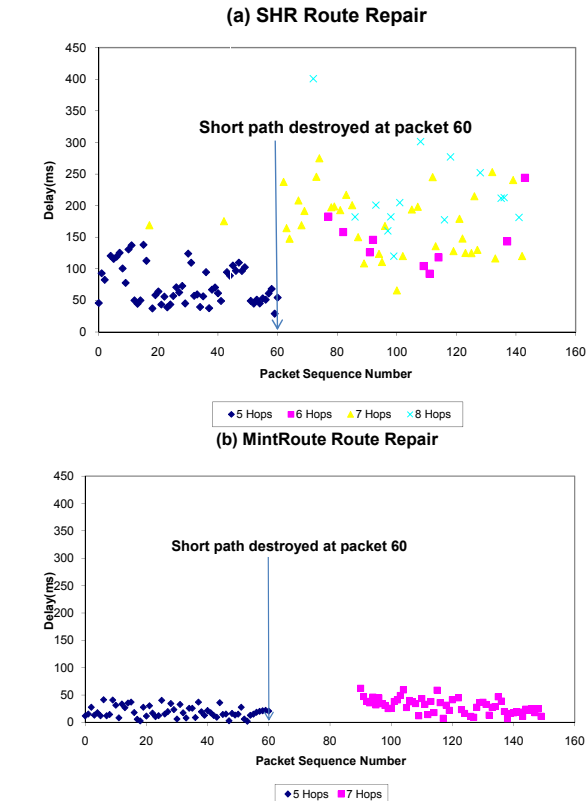 (a) SHR Route Repair
450
400
350
300
250
200
150
100
50
0
Delay(ms)
Short path destroyed at packet 60
0 20 40 60 80 100 120 140 160
Packet Sequence Number
5 Hops 6 Hops 7 Hops 8 Hops
(b) MintRoute Route Repair
450
400
350
300
250
200
150
100
50
0
Delay(ms)
Short path destroyed at packet 60
0 20 40 60 80 100 120 140 160
Packet Sequence Number
5 Hops 7 Hops